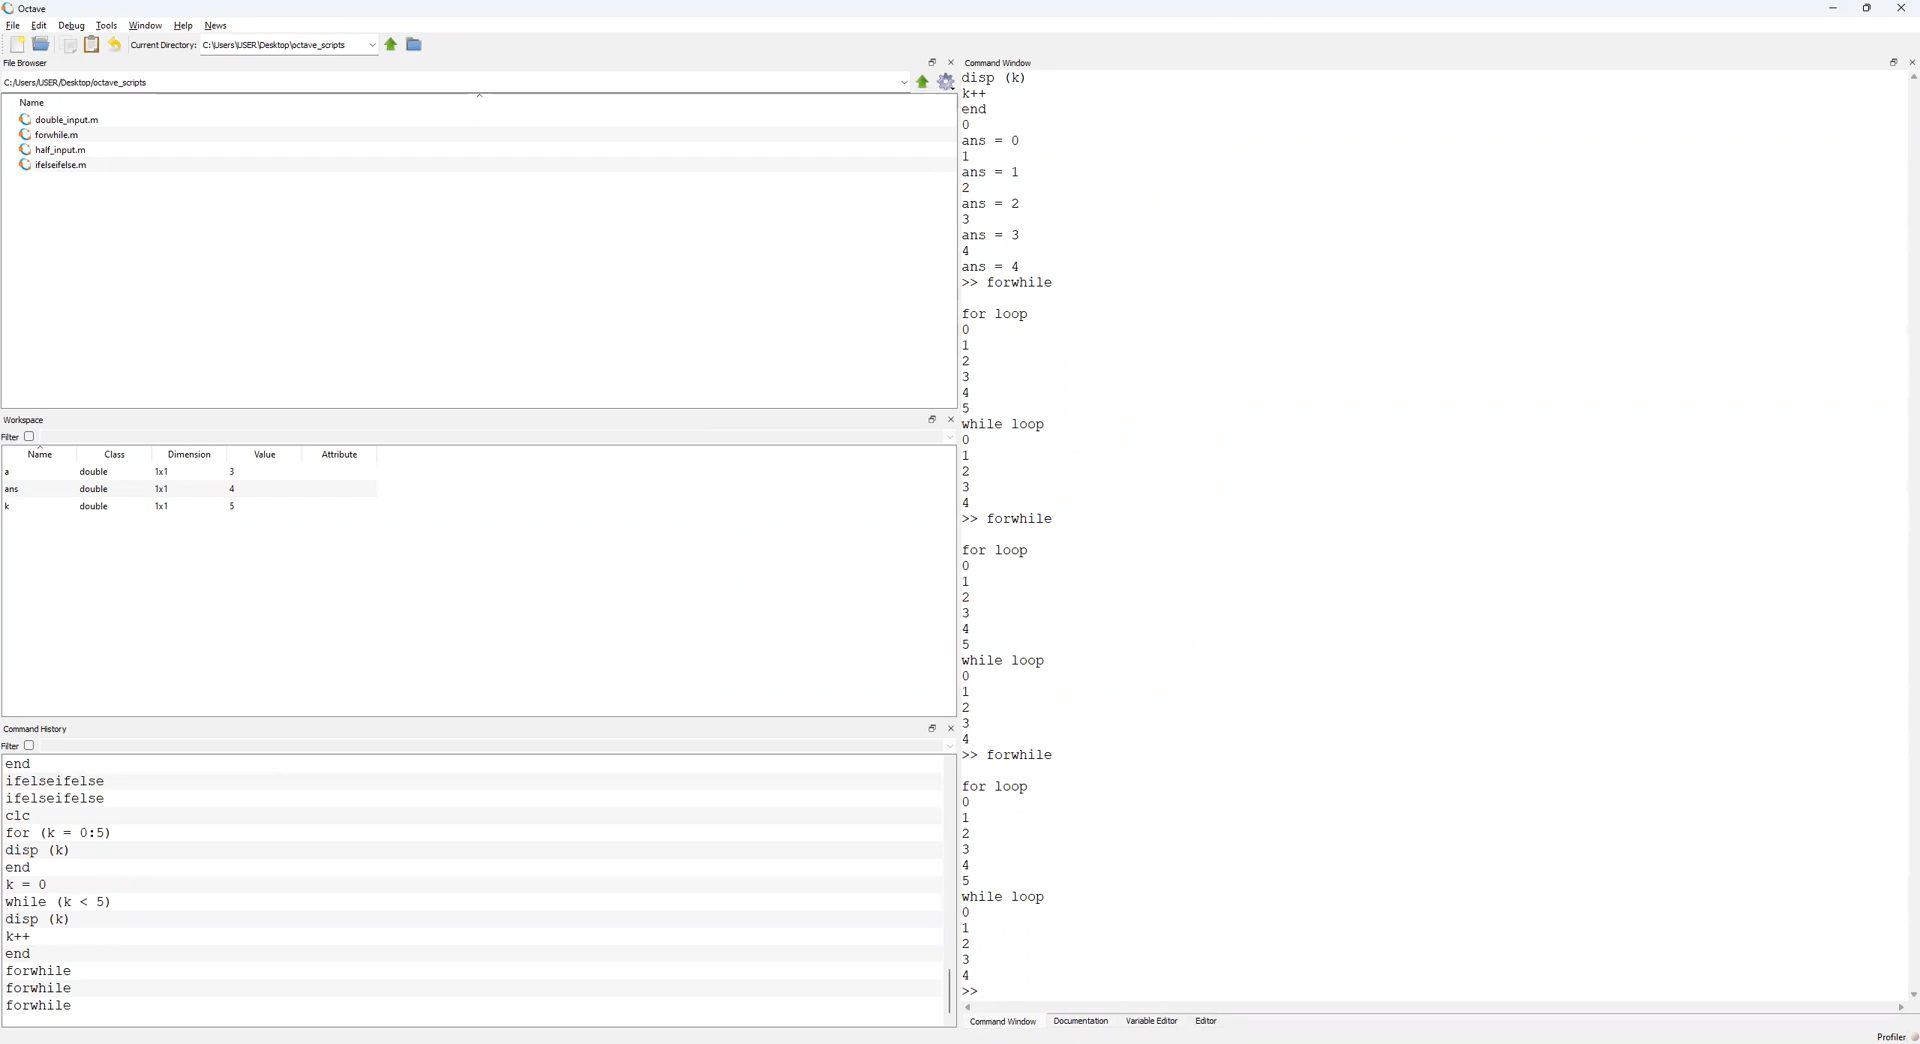 Octave
File Edit Debug Tools Window Help News
Current Directory: C:\Users\USER\Desktop\octave_scripts
File Browser
C:/Users/USER/Desktop/octave_scripts
Name
double_input.m
forwhile.m
half_input.m
ifelseifelse.m
Workspace
Filter
Name Class Dimension Value Attribute
a double 1x1 3
ans double 1x1 4
k double 1x1 5
Command History
Filter
end
ifelseifelse
ifelseifelse
clc
for (k = 0:5)
disp (k)
end
k = 0
while (k < 5)
disp (k)
k++
end
forwhile
forwhile
forwhile
Command Window
disp (k)
k++
end
0
ans = 0
1
ans = 1
2
ans = 2
3
ans = 3
4
ans = 4
>> forwhile
for loop
0
1
2
3
4
5
while loop
0
1
2
3
4
>> forwhile
for loop
0
1
2
3
4
5
while loop
0
1
2
3
4
>> forwhile
for loop
0
1
2
3
4
5
while loop
0
1
2
3
4
>>
Command Window Documentation Variable Editor Editor
Profiler